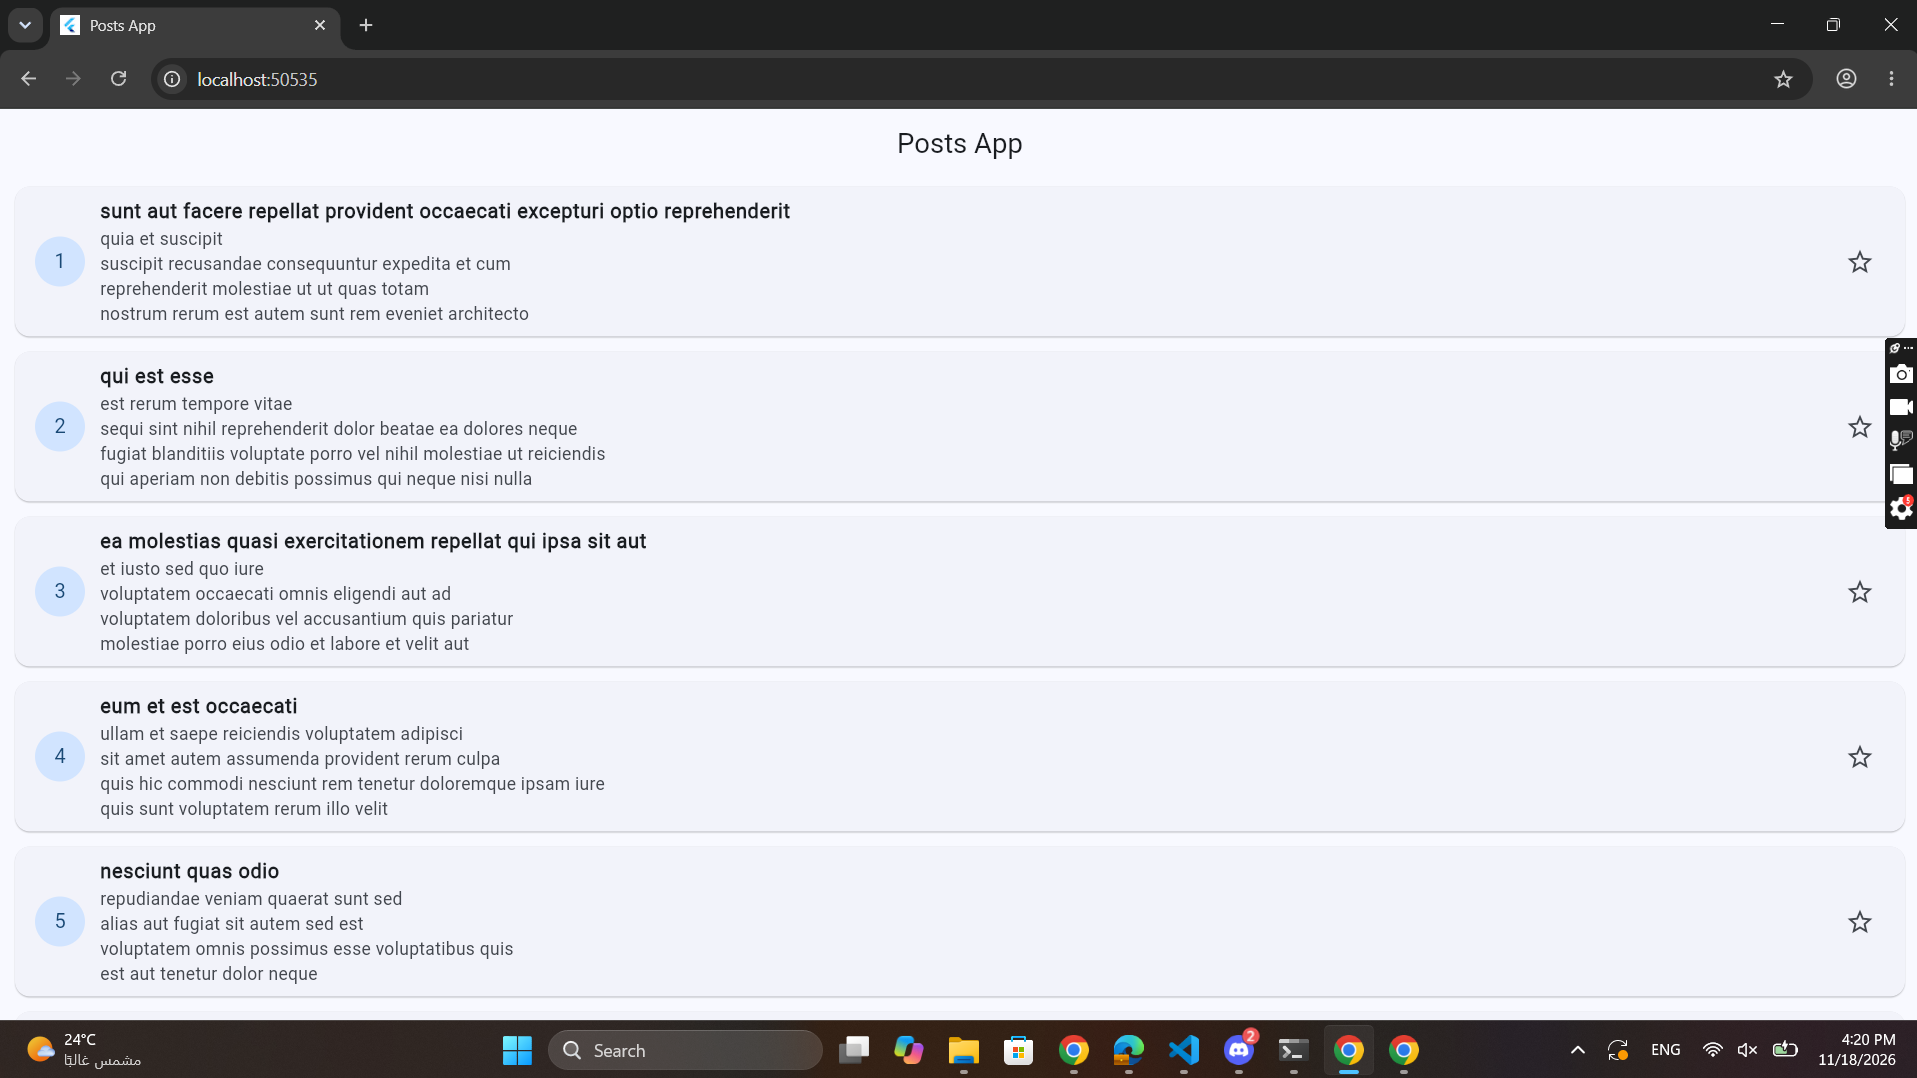 Posts App
localhost:50535
Posts App
1
sunt aut facere repellat provident occaecati excepturi optio reprehenderit
quia et suscipit
suscipit recusandae consequuntur expedita et cum
reprehenderit molestiae ut ut quas totam
nostrum rerum est autem sunt rem eveniet architecto
2
qui est esse
est rerum tempore vitae
sequi sint nihil reprehenderit dolor beatae ea dolores neque
fugiat blanditiis voluptate porro vel nihil molestiae ut reiciendis
qui aperiam non debitis possimus qui neque nisi nulla
3
ea molestias quasi exercitationem repellat qui ipsa sit aut
et iusto sed quo iure
voluptatem occaecati omnis eligendi aut ad
voluptatem doloribus vel accusantium quis pariatur
molestiae porro eius odio et labore et velit aut
4
eum et est occaecati
ullam et saepe reiciendis voluptatem adipisci
sit amet autem assumenda provident rerum culpa
quis hic commodi nesciunt rem tenetur doloremque ipsam iure
quis sunt voluptatem rerum illo velit
5
nesciunt quas odio
repudiandae veniam quaerat sunt sed
alias aut fugiat sit autem sed est
voluptatem omnis possimus esse voluptatibus quis
est aut tenetur dolor neque
5
24°C
مشمس غالبًا
Search
2
ENG
4:20 PM
11/18/2026